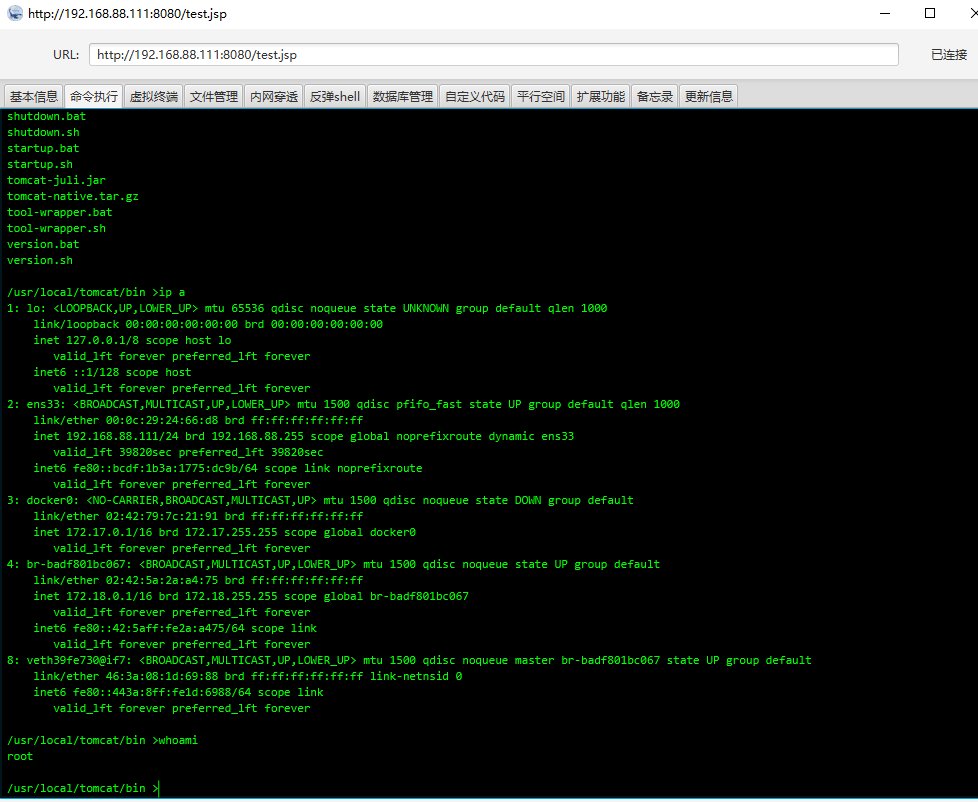 http://192.168.88.111:8080/test.jsp
URL: http://192.168.88.111:8080/test.jsp 已连接
基本信息 命令执行 虚拟终端 文件管理 内网穿透 反弹shell 数据库管理 自定义代码 平行空间 扩展功能 备忘录 更新信息
shutdown.bat
shutdown.sh
startup.bat
startup.sh
tomcat-juli.jar
tomcat-native.tar.gz
tool-wrapper.bat
tool-wrapper.sh
version.bat
version.sh
/usr/local/tomcat/bin >ip a
1: lo: <LOOPBACK,UP,LOWER_UP> mtu 65536 qdisc noqueue state UNKNOWN group default qlen 1000
link/loopback 00:00:00:00:00:00 brd 00:00:00:00:00:00
inet 127.0.0.1/8 scope host lo
valid_lft forever preferred_lft forever
inet6 ::1/128 scope host
valid_lft forever preferred_lft forever
2: ens33: <BROADCAST,MULTICAST,UP,LOWER_UP> mtu 1500 qdisc pfifo_fast state UP group default qlen 1000
link/ether 00:0c:29:24:66:d8 brd ff:ff:ff:ff:ff:ff
inet 192.168.88.111/24 brd 192.168.88.255 scope global noprefixroute dynamic ens33
valid_lft 39820sec preferred_lft 39820sec
inet6 fe80::bcdf:1b3a:1775:dc9b/64 scope link noprefixroute
valid_lft forever preferred_lft forever
3: docker0: <NO-CARRIER,BROADCAST,MULTICAST,UP> mtu 1500 qdisc noqueue state DOWN group default
link/ether 02:42:79:7c:21:91 brd ff:ff:ff:ff:ff:ff
inet 172.17.0.1/16 brd 172.17.255.255 scope global docker0
valid_lft forever preferred_lft forever
4: br-badf801bc067: <BROADCAST,MULTICAST,UP,LOWER_UP> mtu 1500 qdisc noqueue state UP group default
link/ether 02:42:5a:2a:a4:75 brd ff:ff:ff:ff:ff:ff
inet 172.18.0.1/16 brd 172.18.255.255 scope global br-badf801bc067
valid_lft forever preferred_lft forever
inet6 fe80::42:5aff:fe2a:a475/64 scope link
valid_lft forever preferred_lft forever
8: veth39fe730@if7: <BROADCAST,MULTICAST,UP,LOWER_UP> mtu 1500 qdisc noqueue master br-badf801bc067 state UP group default
link/ether 46:3a:08:1d:69:88 brd ff:ff:ff:ff:ff:ff link-netnsid 0
inet6 fe80::443a:8ff:fe1d:6988/64 scope link
valid_lft forever preferred_lft forever
/usr/local/tomcat/bin >whoami
root
/usr/local/tomcat/bin >